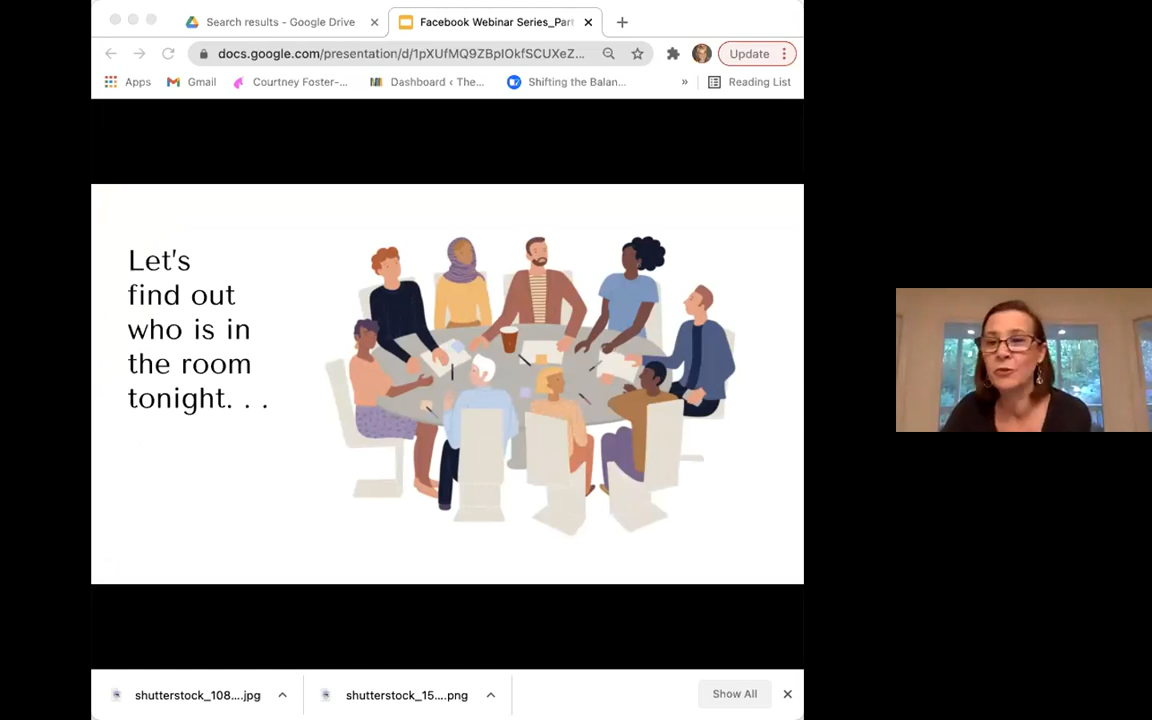 Search results - Google Drive
Facebook Webinar Series_Part
docs.google.com/presentation/d/1pXUfMQ9ZBpIOkfSCUXeZ...
Update
Apps
Gmail
Courtney Foster-...
Dashboard ‹ The...
Shifting the Balan...
»
Reading List
Let's
find out
who is in
the room
tonight. . .
shutterstock_108....jpg
shutterstock_15....png
Show All